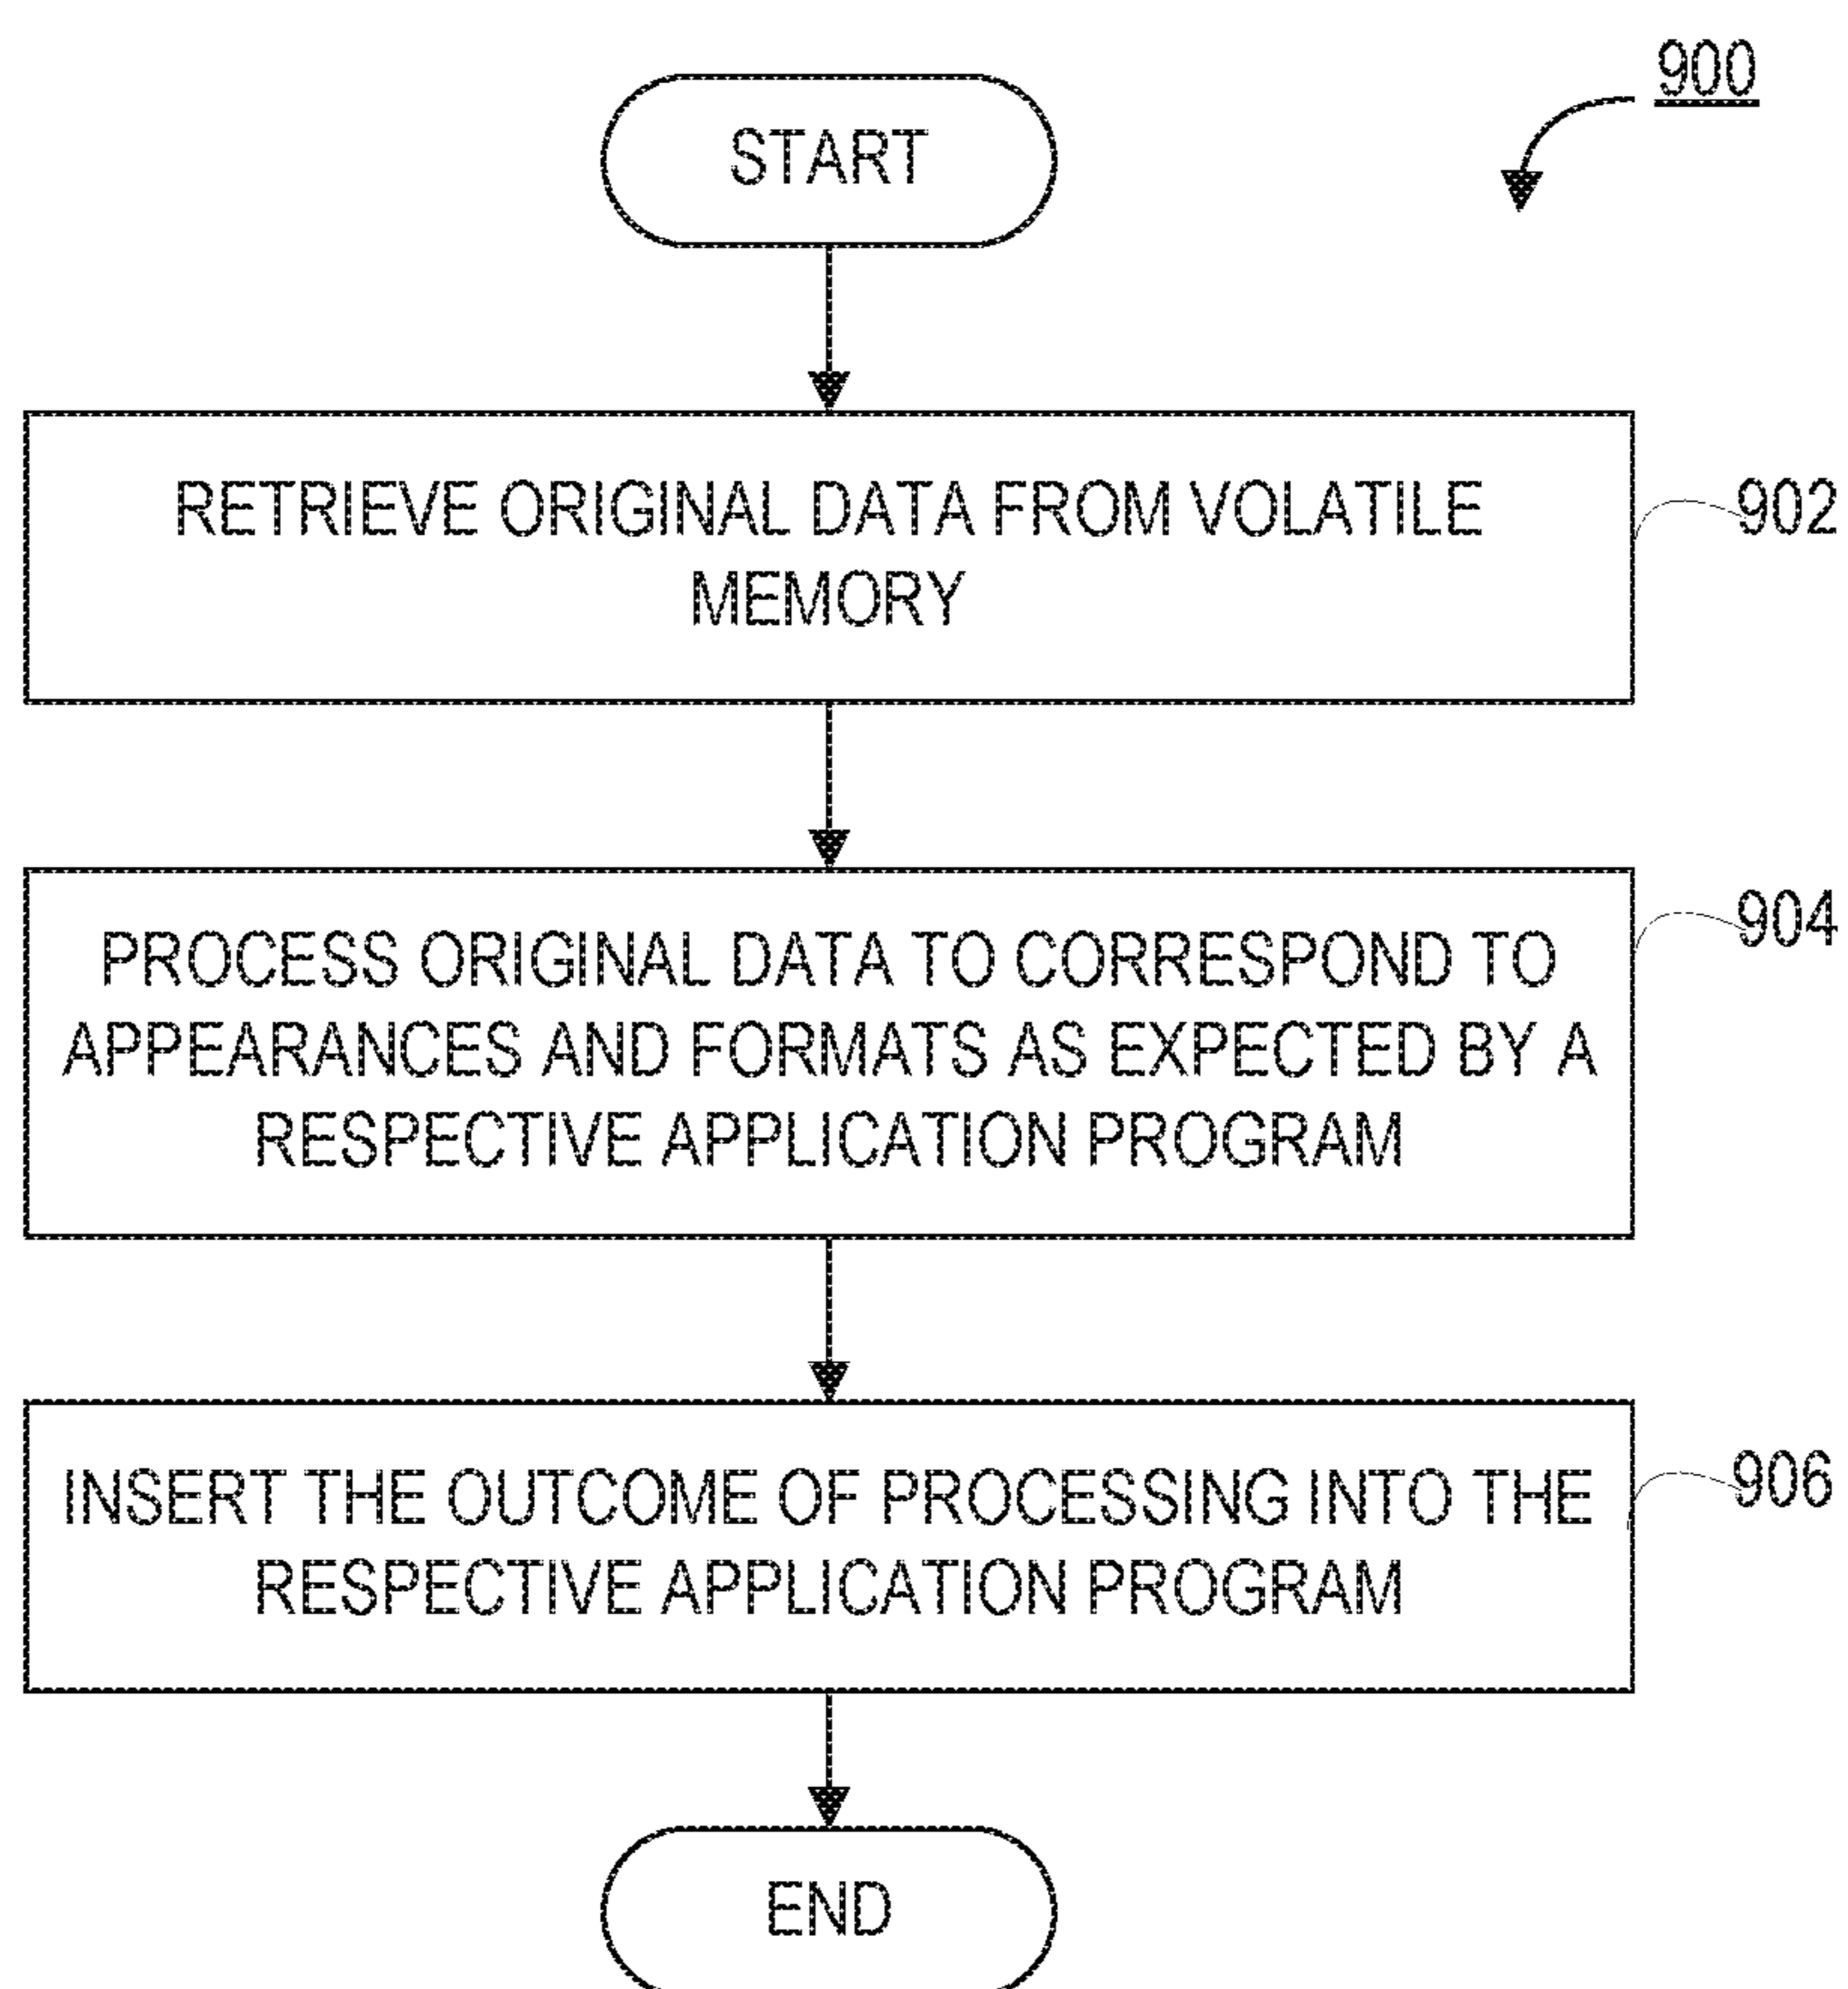 900
START
RETRIEVE ORIGINAL DATA FROM VOLATILE
MEMORY
902
PROCESS ORIGINAL DATA TO CORRESPOND TO
APPEARANCES AND FORMATS AS EXPECTED BY A
RESPECTIVE APPLICATION PROGRAM
904
INSERT THE OUTCOME OF PROCESSING INTO THE
RESPECTIVE APPLICATION PROGRAM
906
END